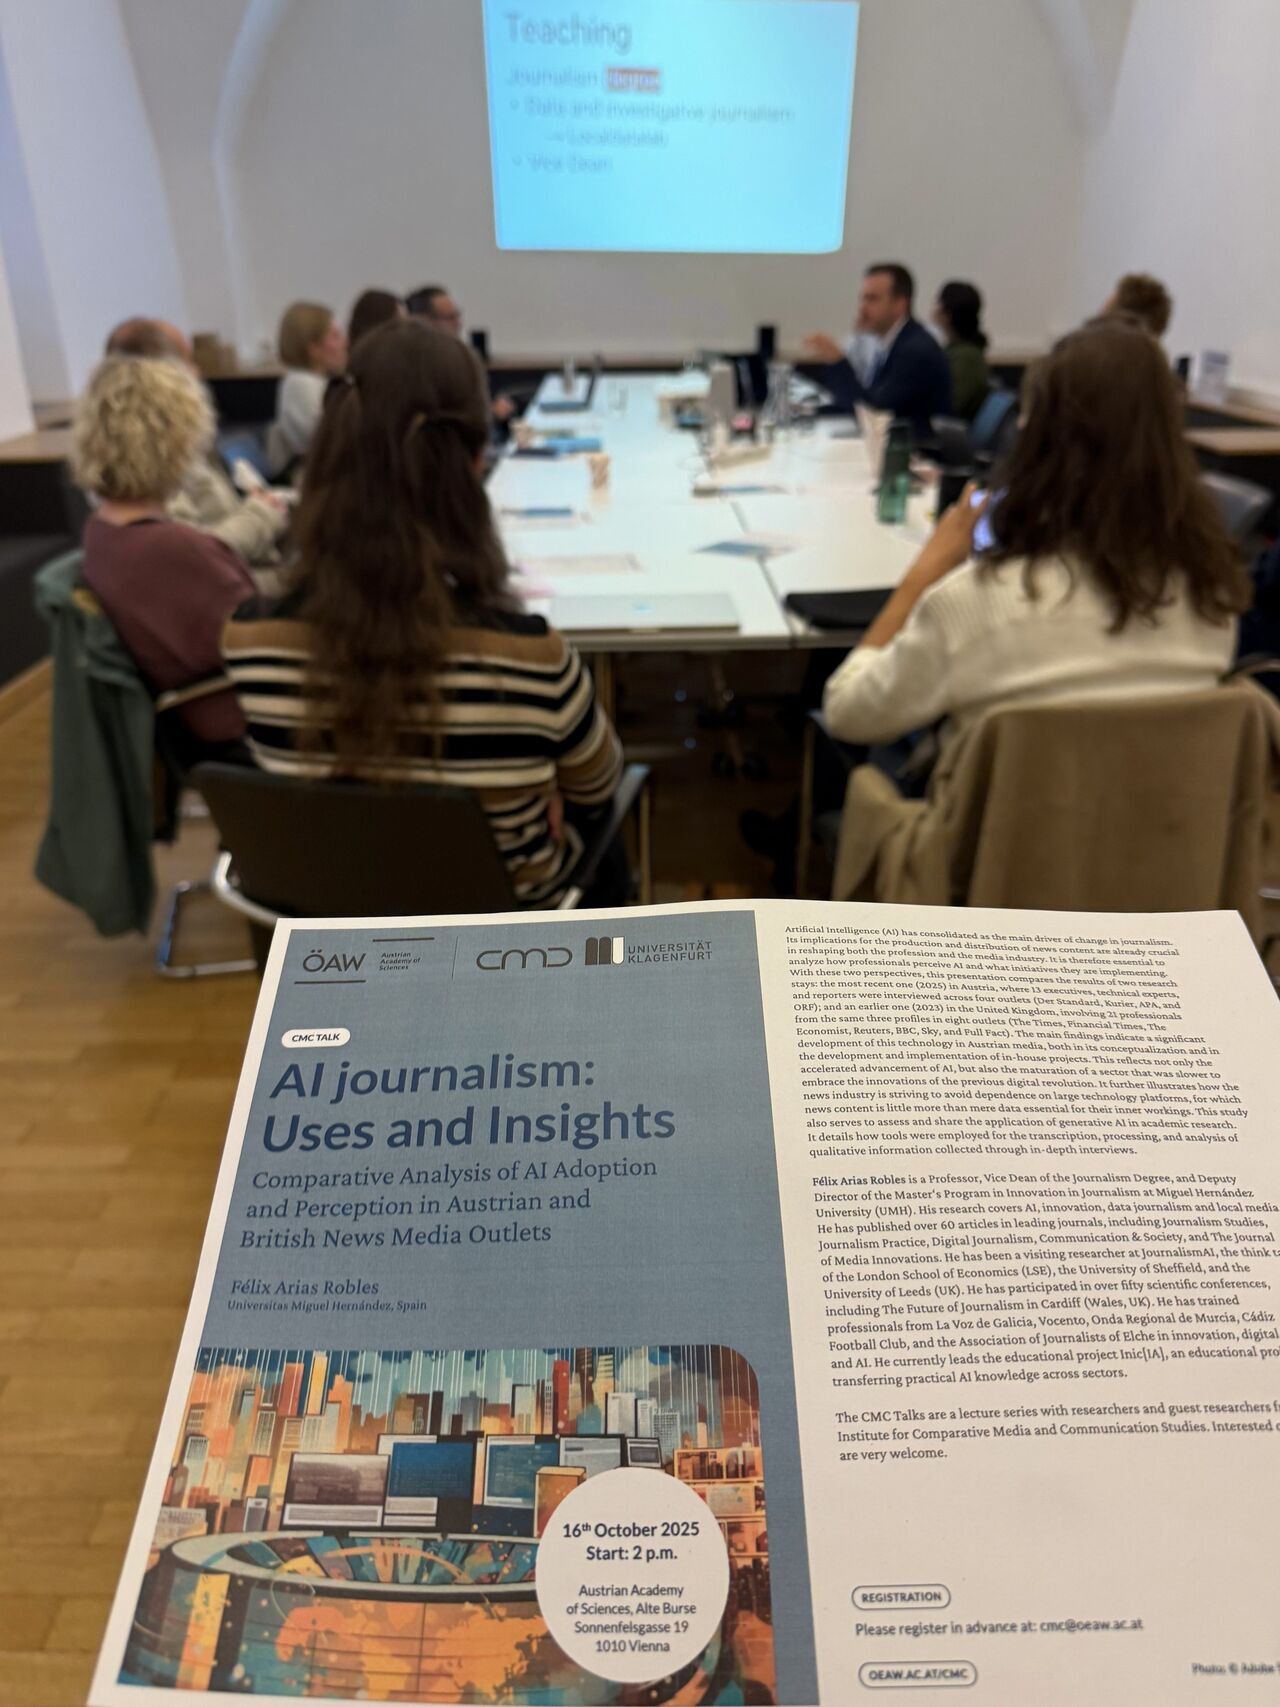 Teaching
Journalism
• Data and investigative journalism
• Vice Dean
ÖAW
Austrian
Academy of
Sciences
cmc
UNIVERSITÄT
KLAGENFURT
CMC TALK
AI journalism:
Uses and Insights
Comparative Analysis of AI Adoption
and Perception in Austrian and
British News Media Outlets
Félix Arias Robles
Universitas Miguel Hernández, Spain
16th October 2025
Start: 2 p.m.
Austrian Academy
of Sciences, Alte Burse
Sonnenfelsgasse 19
1010 Vienna
Artificial Intelligence (AI) has consolidated as the main driver of change in journalism.
Its implications for the production and distribution of news content are already crucial
in reshaping both the profession and the media industry. It is therefore essential to
analyze how professionals perceive AI and what initiatives they are implementing.
With these two perspectives, this presentation compares the results of two research
stays: the most recent one (2025) in Austria, where 13 executives, technical experts,
and reporters were interviewed across four outlets (Der Standard, Kurier, APA, and
ORF); and an earlier one (2023) in the United Kingdom, involving 21 professionals
from the same three profiles in eight outlets (The Times, Financial Times, The
Economist, Reuters, BBC, Sky, and Full Fact). The main findings indicate a significant
development of this technology in Austrian media, both in its conceptualization and in
the development and implementation of in-house projects. This reflects not only the
accelerated advancement of AI, but also the maturation of a sector that was slower to
embrace the innovations of the previous digital revolution. It further illustrates how the
news industry is striving to avoid dependence on large technology platforms, for which
news content is little more than mere data essential for their inner workings. This study
also serves to assess and share the application of generative AI in academic research.
It details how tools were employed for the transcription, processing, and analysis of
qualitative information collected through in-depth interviews.
Félix Arias Robles is a Professor, Vice Dean of the Journalism Degree, and Deputy
Director of the Master's Program in Innovation in Journalism at Miguel Hernández
University (UMH). His research covers AI, innovation, data journalism and local media
He has published over 60 articles in leading journals, including Journalism Studies,
Journalism Practice, Digital Journalism, Communication & Society, and The Journal
of Media Innovations. He has been a visiting researcher at JournalismAI, the think
of the London School of Economics (LSE), the University of Sheffield, and the
University of Leeds (UK). He has participated in over fifty scientific conferences,
including The Future of Journalism in Cardiff (Wales, UK). He has trained
professionals from La Voz de Galicia, Vocento, Onda Regional de Murcia, Cádiz
Football Club, and the Association of Journalists of Elche in innovation, digital
and AI. He currently leads the educational project Inic[IA], an educational
transferring practical AI knowledge across sectors.
The CMC Talks are a lecture series with researchers and guest researchers
Institute for Comparative Media and Communication Studies. Interested
are very welcome.
REGISTRATION
Please register in advance at: cmc@oeaw.ac.at
OEAW.AC.AT/CMC
Photo: © Adobe